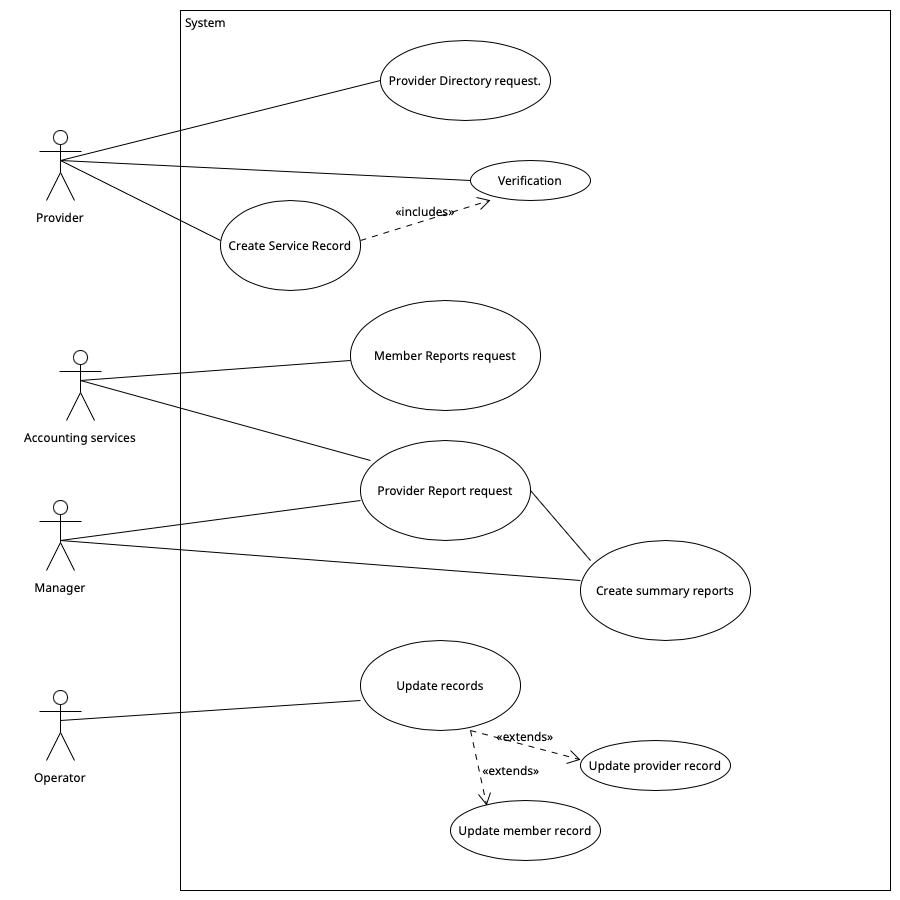 System
Provider Directory request.
Verification
Provider
«includes»
Create Service Record
Member Reports request
Accounting services
Provider Report request
Manager
Create summary reports
Update records
«extends»
Update provider record
«extends»
Operator
Update member record